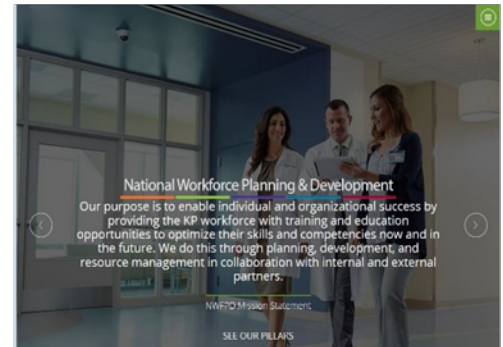 National Workforce Planning & Development
Our purpose is to enable individual and organizational success by
providing the KP workforce with training and education
opportunities to optimize their skills and competencies now and in
the future. We do this through planning, development, and
resource management in collaboration with internal and external
partners.
NWFPD Mission Statement
SEE OUR PILLARS